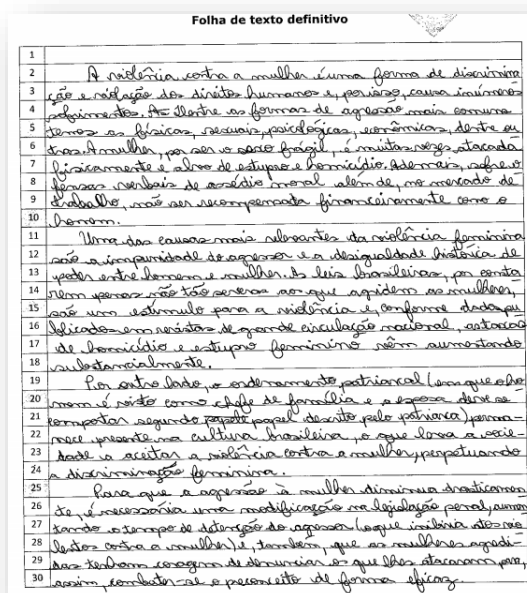 Folha de texto definitivo
1
2 A violência contra a mulher é uma forma de discrimina
3 ção e violação dos direitos humanos e, por isso, causa inúmeros
4 sofrimentos. Dentre as formas de agressão mais comuns
5 temos as físicas, sexuais, psicológicas, econômicas, dentre ou
6 tras. A mulher, por ser o sexo frágil, é muitas vezes atacada
7 fisicamente e alvo de estupro e homicídio. Ademais, sofre o
8 fensas verbais de assédio moral além de, no mercado de
9 trabalho, não ser recompensada financeiramente como o
10 homem.
11 Uma das causas mais relevantes da violência feminina
12 são a impunidade do agressor e a desigualdade histórica de
13 poder entre homem e mulher. As leis brasileiras, por conta
14 rem penas não tão severas aos que agridem as mulheres,
15 são um estímulo para a violência e, conforme dados pu
16 blicados em revistas de grande circulação nacional, as taxas
17 de homicídio e estupro feminino vêm aumentando
18 substancialmente.
19 Por outro lado, o ordenamento patriarcal (em que o ho
20 mem é visto como chefe de família e a esposa deve se
21 comportar segundo papel descrito pelo patriarca) perma-
22 nece presente na cultura brasileira, o que leva a socie-
23 dade a aceitar a violência contra a mulher, perpetuando
24 a discriminação feminina.
25 Para que a agressão à mulher diminua drasticamen
26 te, é necessária uma modificação na legislação penal, aumen
27 tando o tempo de detenção do agressor (o que inibiria atos vio
28 lentos contra a mulher) e, também, que as mulheres agredi-
29 das tenham coragem de denunciar os que lhes atacaram para,
30 assim, combater-se o preconceito de forma eficaz.